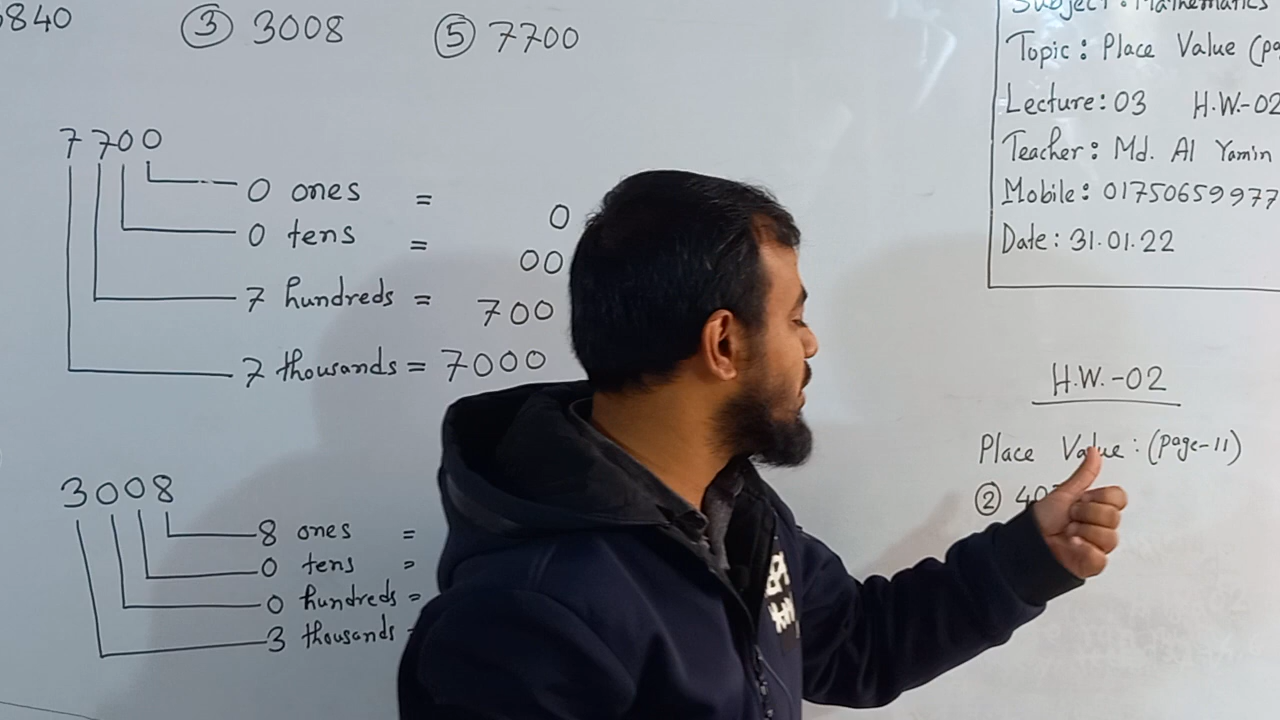 840 ③ 3008 ⑤ 7700
7700
0 ones = 0
0 tens = 00
7 hundreds = 700
7 thousands = 7000
3008
8 ones =
0 tens =
0 hundreds =
3 thousands
Subject: Mathematics
Topic: Place Value
Lecture: 03 H.W.-02
Teacher: Md. Al Yamin
Mobile: 01750659977
Date: 31.01.22
H.W.-02
Place Value: (Page-11)
②